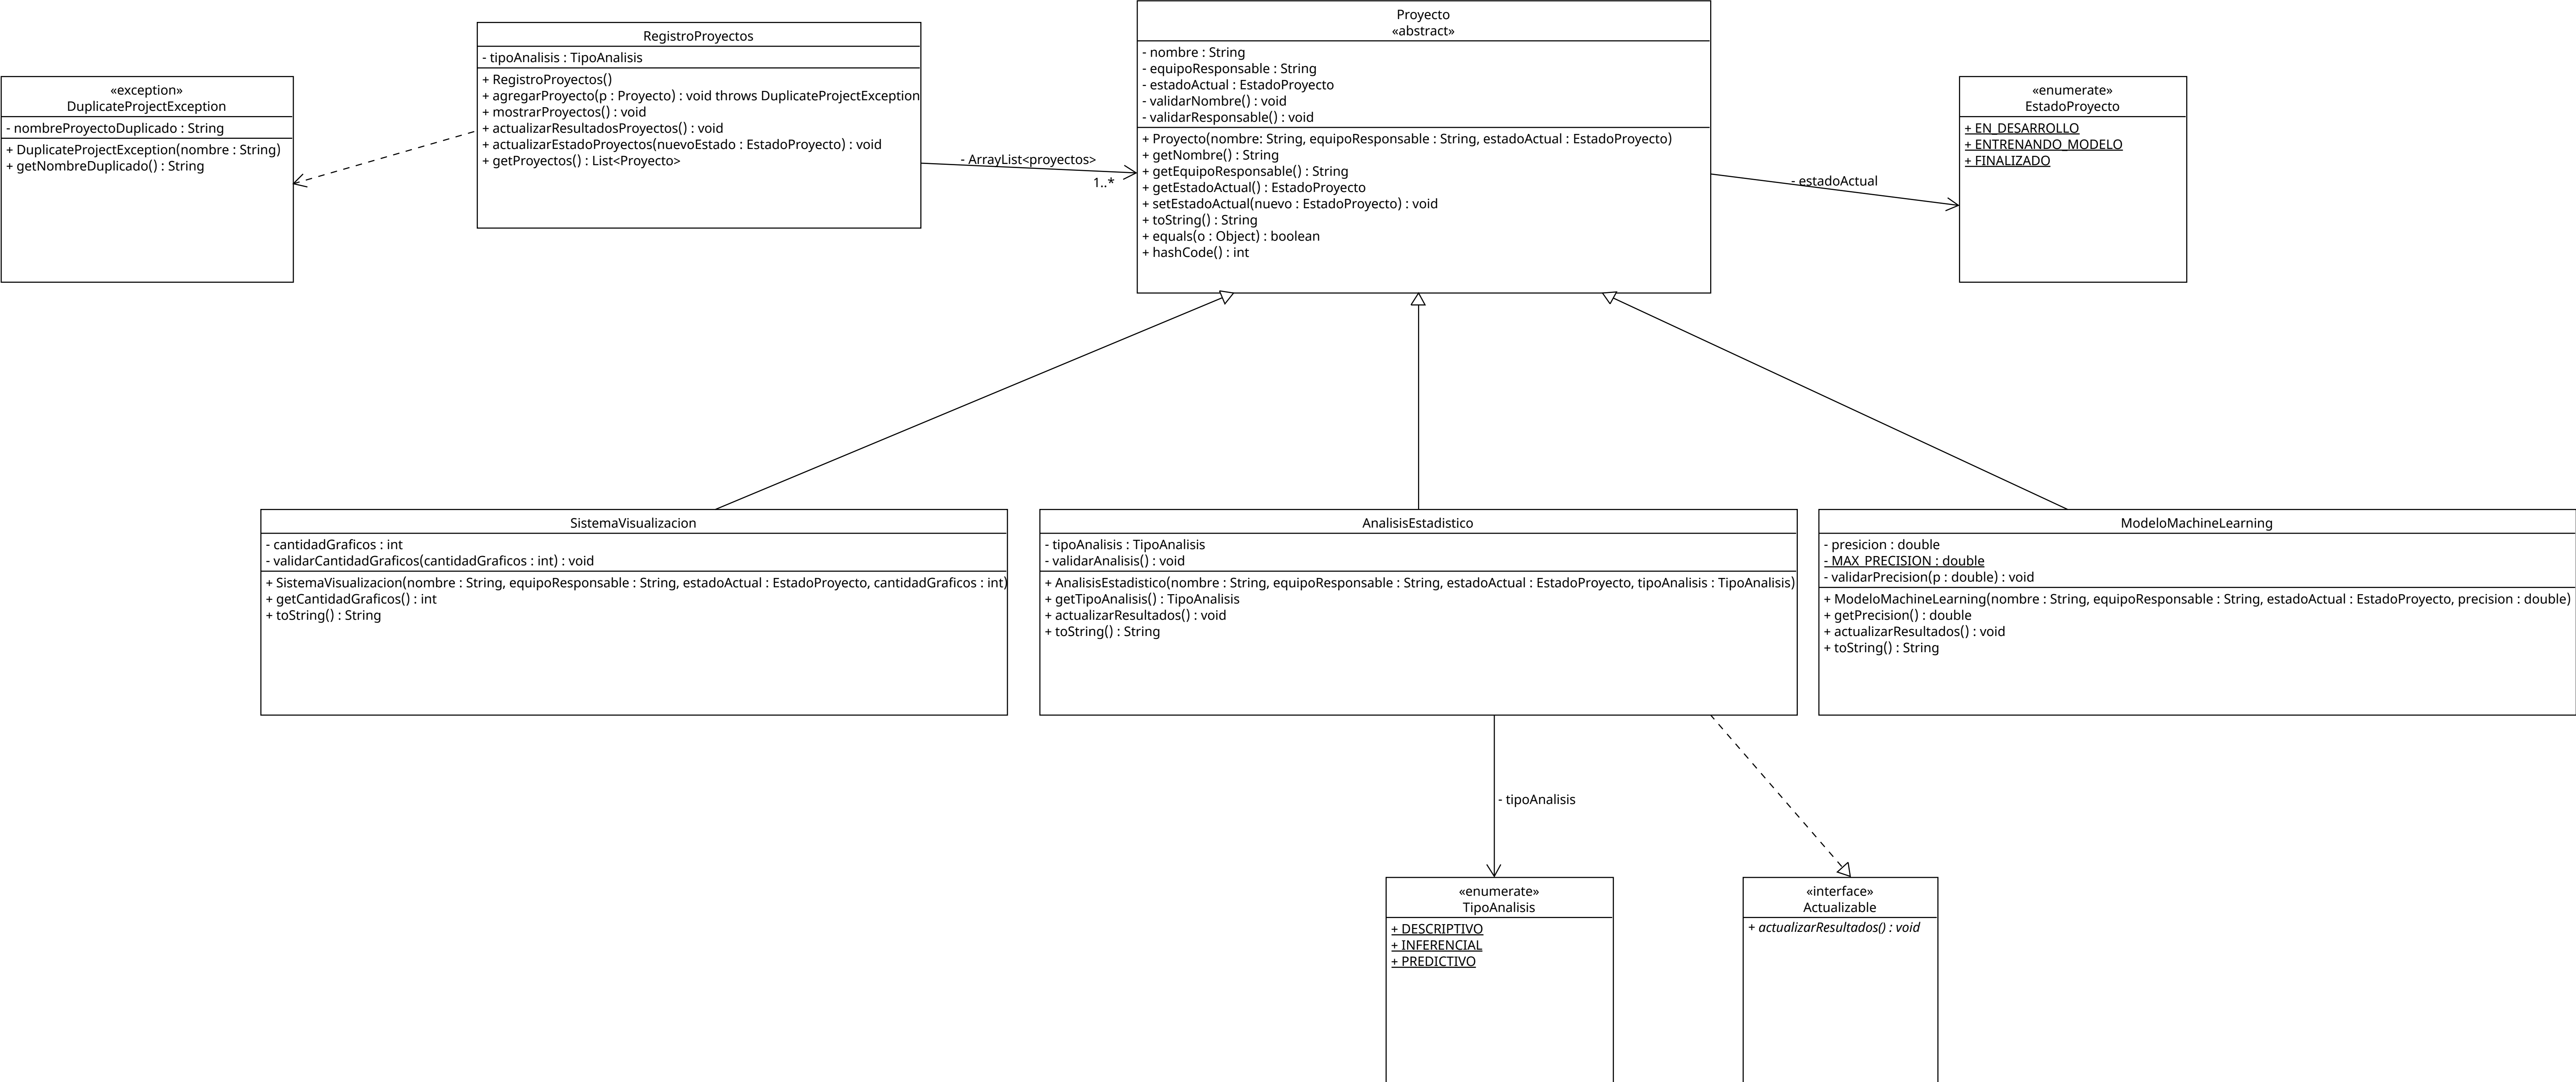 Proyecto
«abstract»
- nombre : String
- equipoResponsable : String
- estadoActual : EstadoProyecto
- validarNombre() : void
- validarResponsable() : void
+ Proyecto(nombre: String, equipoResponsable : String, estadoActual : EstadoProyecto)
+ getNombre() : String
+ getEquipoResponsable() : String
+ getEstadoActual() : EstadoProyecto
+ setEstadoActual(nuevo : EstadoProyecto) : void
+ toString() : String
+ equals(o : Object) : boolean
+ hashCode() : int
RegistroProyectos
- tipoAnalisis : TipoAnalisis
+ RegistroProyectos()
+ agregarProyecto(p : Proyecto) : void throws DuplicateProjectException
+ mostrarProyectos() : void
+ actualizarResultadosProyectos() : void
+ actualizarEstadoProyectos(nuevoEstado : EstadoProyecto) : void
+ getProyectos() : List<Proyecto>
«exception»
DuplicateProjectException
- nombreProyectoDuplicado : String
+ DuplicateProjectException(nombre : String)
+ getNombreDuplicado() : String
- ArrayList<proyectos>
1..*
- estadoActual
«enumerate»
EstadoProyecto
+ EN_DESARROLLO
+ ENTRENANDO_MODELO
+ FINALIZADO
SistemaVisualizacion
- cantidadGraficos : int
- validarCantidadGraficos(cantidadGraficos : int) : void
+ SistemaVisualizacion(nombre : String, equipoResponsable : String, estadoActual : EstadoProyecto, cantidadGraficos : int)
+ getCantidadGraficos() : int
+ toString() : String
AnalisisEstadistico
- tipoAnalisis : TipoAnalisis
- validarAnalisis() : void
+ AnalisisEstadistico(nombre : String, equipoResponsable : String, estadoActual : EstadoProyecto, tipoAnalisis : TipoAnalisis)
+ getTipoAnalisis() : TipoAnalisis
+ actualizarResultados() : void
+ toString() : String
ModeloMachineLearning
- presicion : double
- MAX_PRECISION : double
- validarPrecision(p : double) : void
+ ModeloMachineLearning(nombre : String, equipoResponsable : String, estadoActual : EstadoProyecto, precision : double)
+ getPrecision() : double
+ actualizarResultados() : void
+ toString() : String
- tipoAnalisis
«enumerate»
TipoAnalisis
+ DESCRIPTIVO
+ INFERENCIAL
+ PREDICTIVO
«interface»
Actualizable
+ actualizarResultados() : void